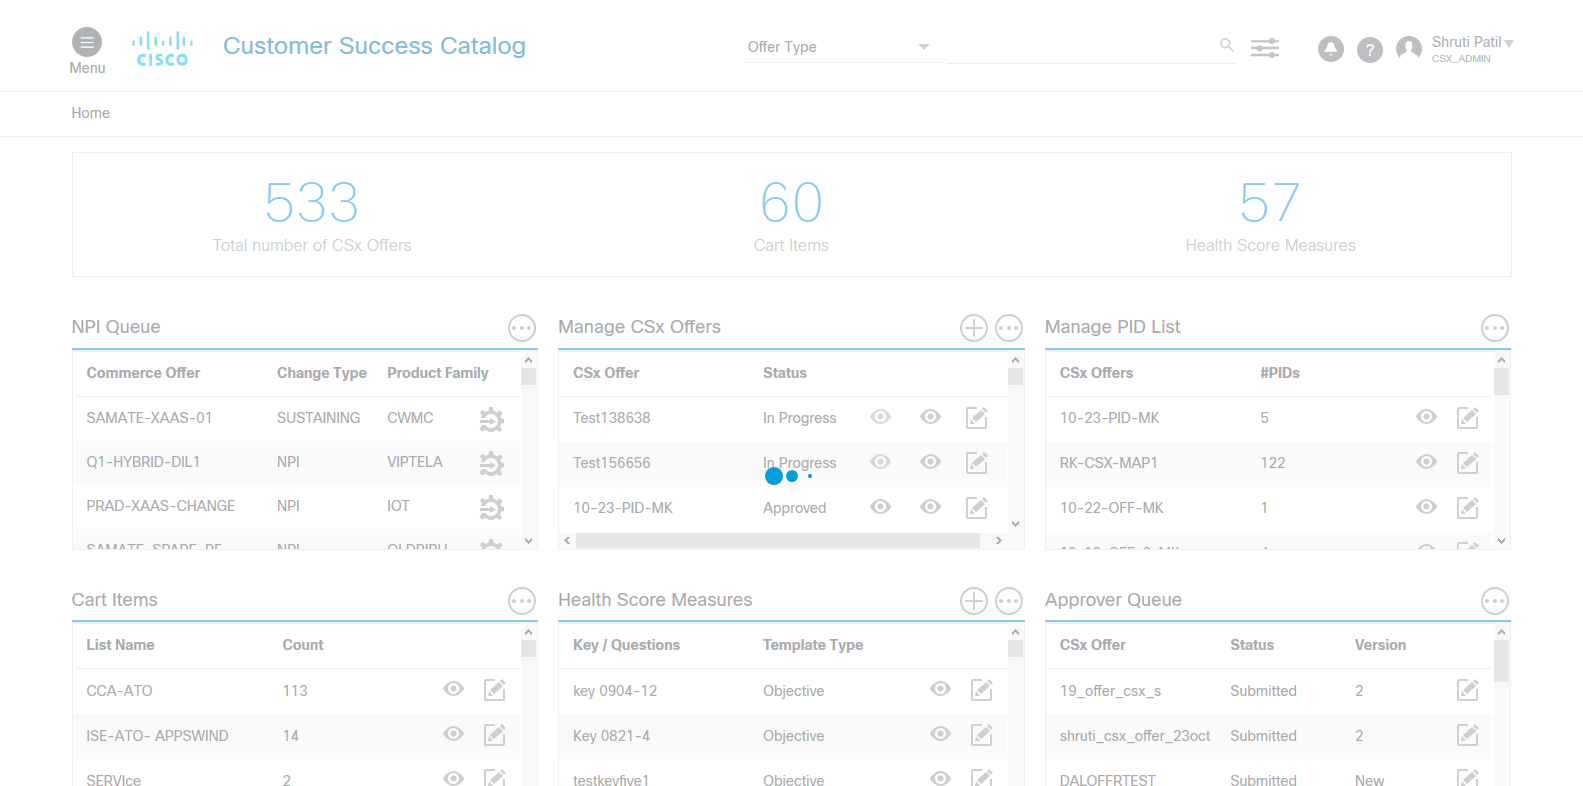 Menu
CISCO
Customer Success Catalog
Offer Type
?
Shruti Patil
CSX_ADMIN
Home
533
Total number of CSx Offers
60
Cart Items
57
Health Score Measures
NPI Queue
Commerce Offer Change Type Product Family
SAMATE-XAAS-01 SUSTAINING CWMC
Q1-HYBRID-DIL1 NPI VIPTELA
PRAD-XAAS-CHANGE NPI IOT
NPI
Manage CSx Offers
CSx Offer Status
Test138638 In Progress
Test156656 In Progress
10-23-PID-MK Approved
Manage PID List
CSx Offers #PIDs
10-23-PID-MK 5
RK-CSX-MAP1 122
10-22-OFF-MK 1
Cart Items
List Name Count
CCA-ATO 113
ISE-ATO- APPSWIND 14
SERVIce 2
Health Score Measures
Key / Questions Template Type
key 0904-12 Objective
Key 0821-4 Objective
testkeyfive1 Objective
Approver Queue
CSx Offer Status Version
19_offer_csx_s Submitted 2
shruti_csx_offer_23oct Submitted 2
DALOFFRTEST Submitted New